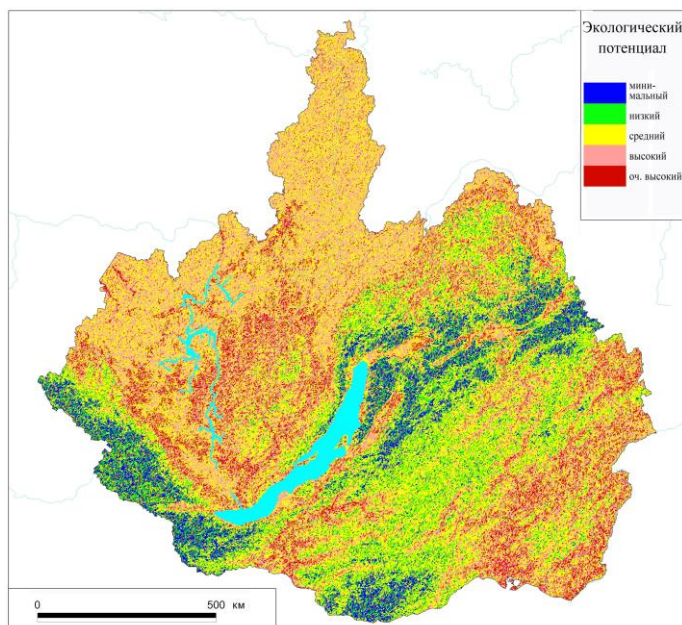 Экологический
потенциал
мини-
мальный
низкий
средний
высокий
оч. высокий
0 500 км